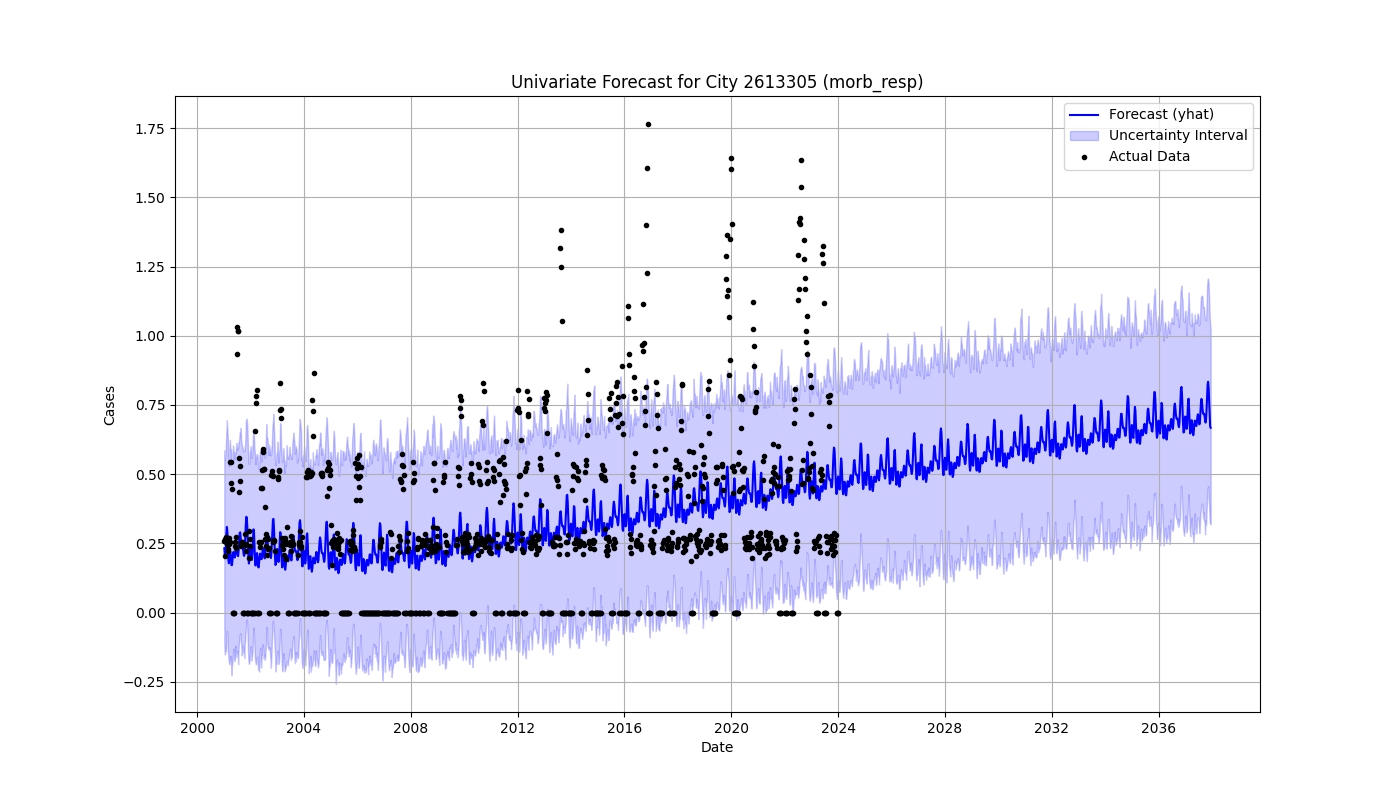 Univariate Forecast for City 2613305 (morb_resp)
Forecast (yhat)
Uncertainty Interval
Actual Data
1.75
1.50
1.25
1.00
0.75
0.50
0.25
0.00
−0.25
Cases
2000 2004 2008 2012 2016 2020 2024 2028 2032 2036
Date